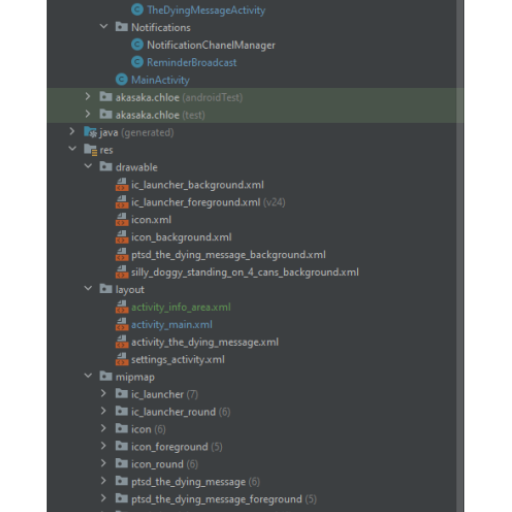 TheDyingMessageActivity
Notifications
NotificationChanelManager
ReminderBroadcast
MainActivity
akasaka.chloe (androidTest)
akasaka.chloe (test)
java (generated)
res
drawable
ic_launcher_background.xml
ic_launcher_foreground.xml (v24)
icon.xml
icon_background.xml
ptsd_the_dying_message_background.xml
silly_doggy_standing_on_4_cans_background.xml
layout
activity_info_area.xml
activity_main.xml
activity_the_dying_message.xml
settings_activity.xml
mipmap
ic_launcher (7)
ic_launcher_round (6)
icon (6)
icon_foreground (5)
icon_round (6)
ptsd_the_dying_message (6)
ptsd_the_dying_message_foreground (5)